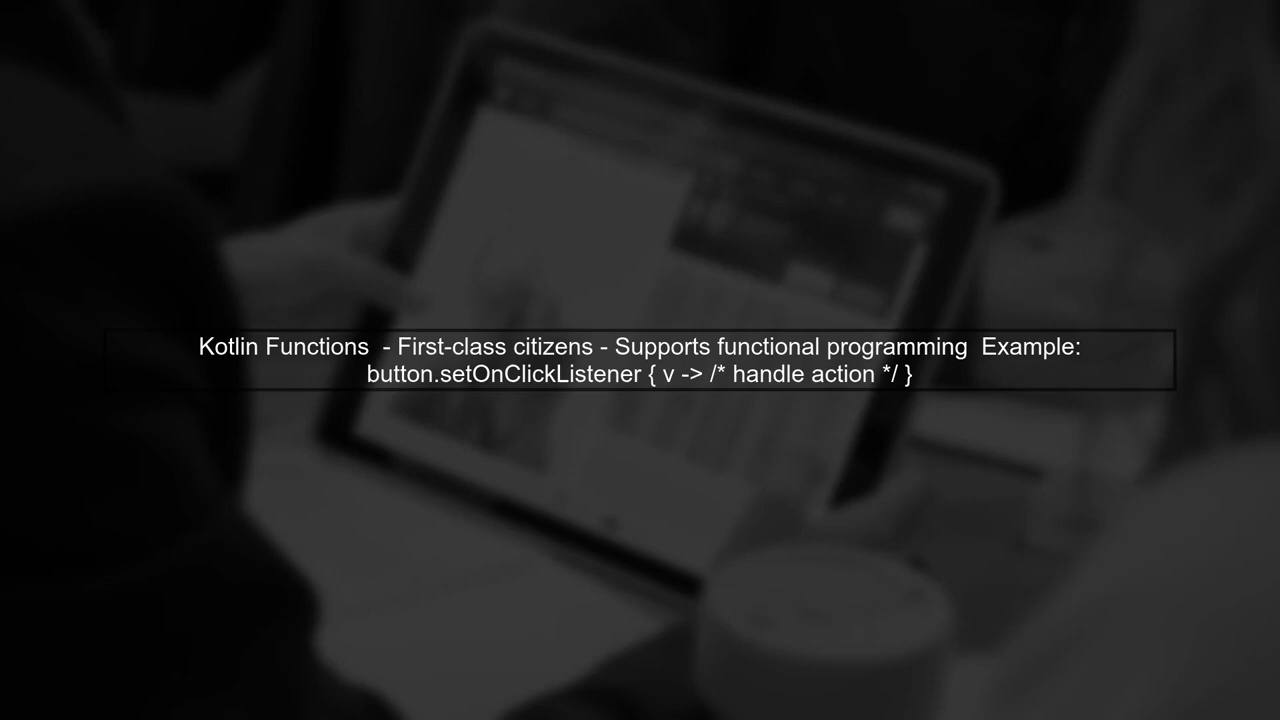 Kotlin Functions  - First-class citizens - Supports functional programming  Example:
button.setOnClickListener { v -> /* handle action */ }